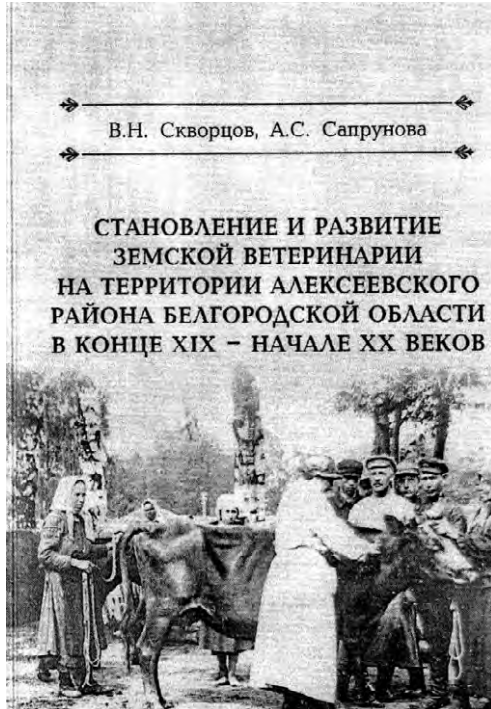 В.Н. Скворцов, А.С. Сапрунова
СТАНОВЛЕНИЕ И РАЗВИТИЕ
ЗЕМСКОЙ ВЕТЕРИНАРИИ
НА ТЕРРИТОРИИ АЛЕКСЕЕВСКОГО
РАЙОНА БЕЛГОРОДСКОЙ ОБЛАСТИ
В КОНЦЕ XIX – НАЧАЛЕ XX ВЕКОВ